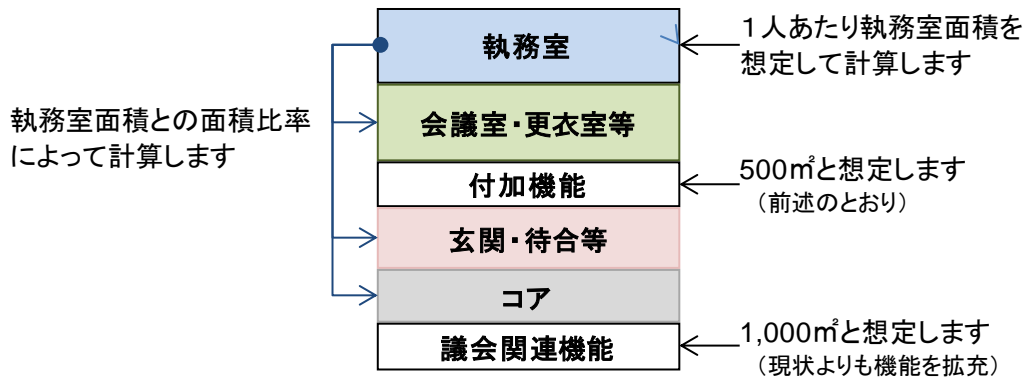 執務室
1人あたり執務室面積を
想定して計算します
執務室面積との面積比率
によって計算します
会議室・更衣室等
付加機能
500㎡と想定します
（前述のとおり）
玄関・待合等
コア
議会関連機能
1,000㎡と想定します
（現状よりも機能を拡充）